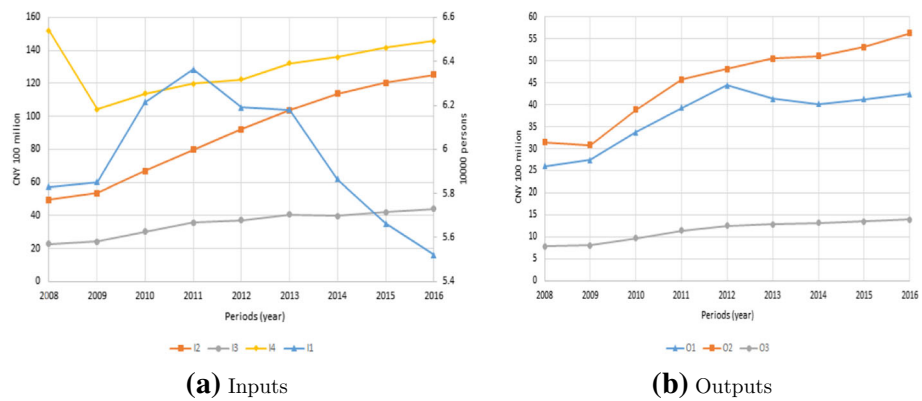 160
140
120
100
80
60
40
20
0
CNY 100 million
6.6
6.4
6.2
6
5.8
5.6
5.4
10000 persons
2008 2009 2010 2011 2012 2013 2014 2015 2016
Periods (year)
I2 I3 I4 I1
(a) Inputs
60
55
50
45
40
35
30
25
20
15
10
5
0
CNY 100 million
2008 2009 2010 2011 2012 2013 2014 2015 2016
Periods (year)
O1 O2 O3
(b) Outputs